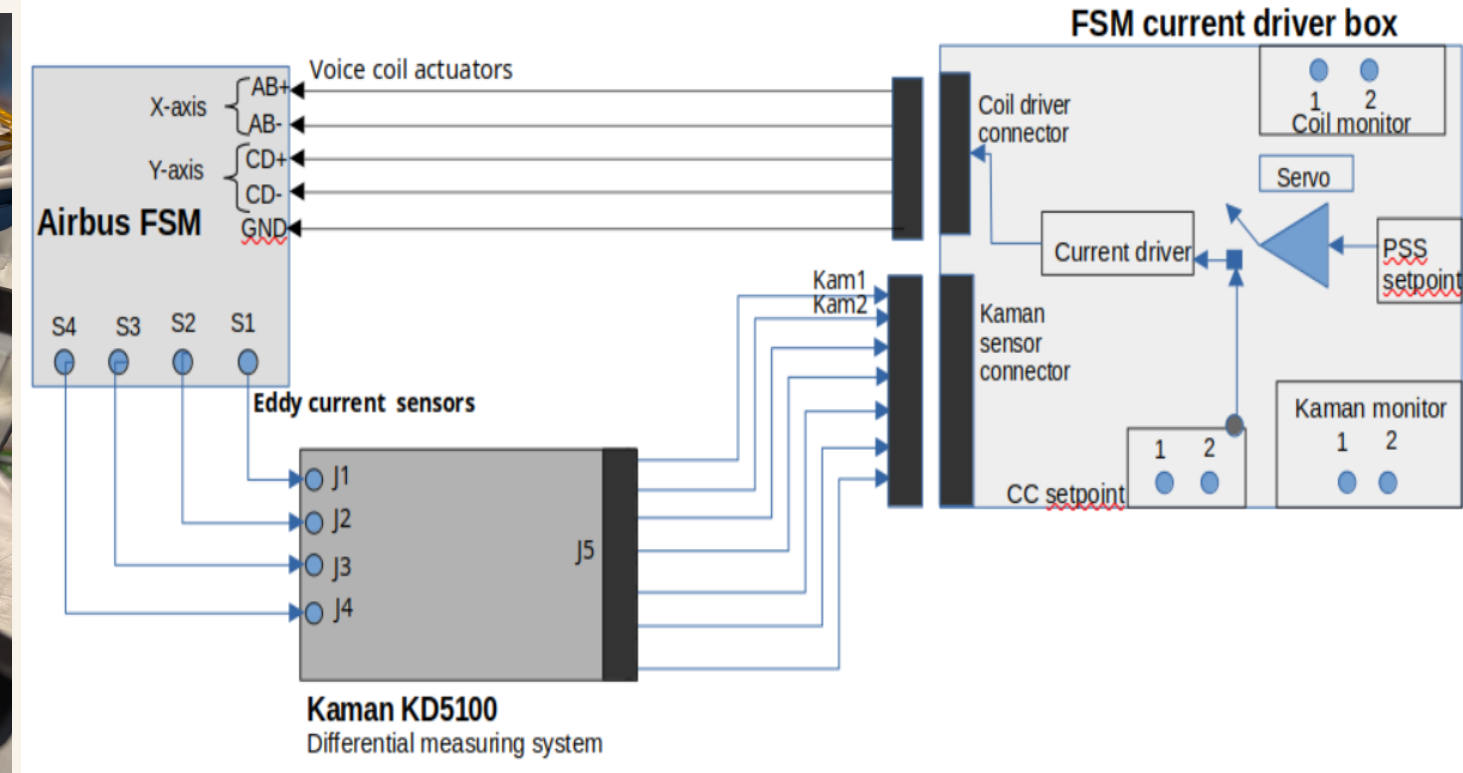 FSM current driver box
Voice coil actuators
X-axis
AB+
AB-
Y-axis
CD+
CD-
Airbus FSM
GND
S4
S3
S2
S1
Eddy current sensors
J1
J2
J3
J4
J5
Kaman KD5100
Differential measuring system
Kam1
Kam2
Coil driver
connector
Kaman
sensor
connector
1
2
Coil monitor
Servo
Current driver
PSS
setpoint
1
2
CC setpoint
Kaman monitor
1
2